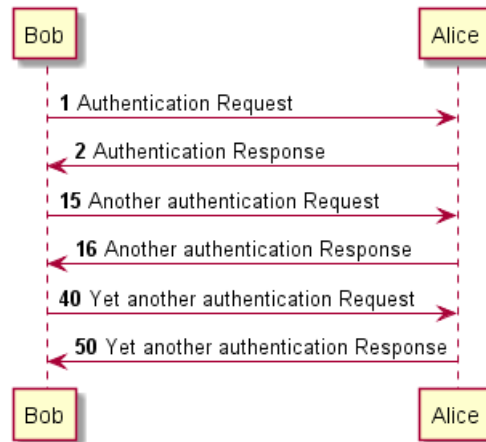 Bob Alice
1 Authentication Request
2 Authentication Response
15 Another authentication Request
16 Another authentication Response
40 Yet another authentication Request
50 Yet another authentication Response
Bob Alice